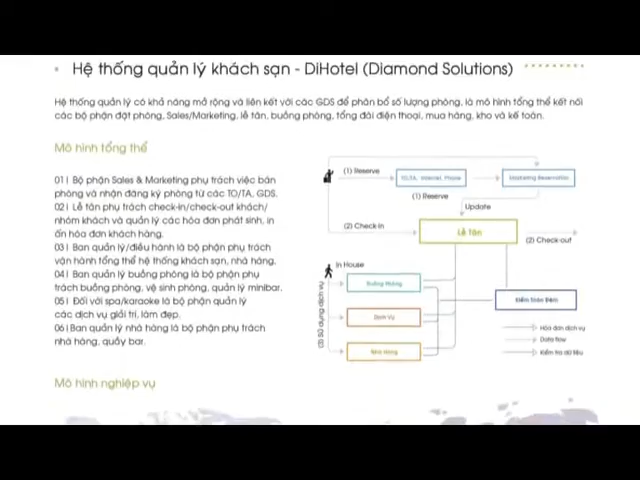 Hệ thống quản lý khách sạn - DiHotel (Diamond Solutions)
Hệ thống quản lý có khả năng mở rộng và liên kết với các GDS để phân bổ số lượng phòng, là mô hình tổng thể kết nối
các bộ phận đặt phòng, Sales/Marketing, lễ tân, buồng phòng, tổng đài điện thoại, mua hàng, kho và kế toán.
Mô hình tổng thể
01| Bộ phận Sales & Marketing phụ trách việc bán
phòng và nhận đăng ký phòng từ các TO/TA, GDS.
02| Lễ tân phụ trách check-in/check-out khách/
nhóm khách và quản lý các hóa đơn phát sinh, in
ấn hóa đơn khách hàng.
03| Ban quản lý/điều hành là bộ phận phụ trách
vận hành tổng thể hệ thống khách sạn, nhà hàng.
04| Ban quản lý buồng phòng là bộ phận phụ
trách buồng phòng, vệ sinh phòng, quản lý minibar.
05| Đối với spa/karaoke là bộ phận quản lý
các dịch vụ giải trí, làm đẹp.
06|Ban quản lý nhà hàng là bộ phận phụ trách
nhà hàng, quầy bar.
Mô hình nghiệp vụ
(1) Reserve
TO/TA, Internet, Phone
Marketing Reservation
(1) Reserve
Update
(2) Check-in
Lễ Tân
(2) Check-out
In House
(3) Sử dụng dịch vụ
Buồng Phòng
Dịch Vụ
Nhà Hàng
Kiểm Toán Đêm
Hóa đơn dịch vụ
Data flow
Kiểm tra dữ liệu